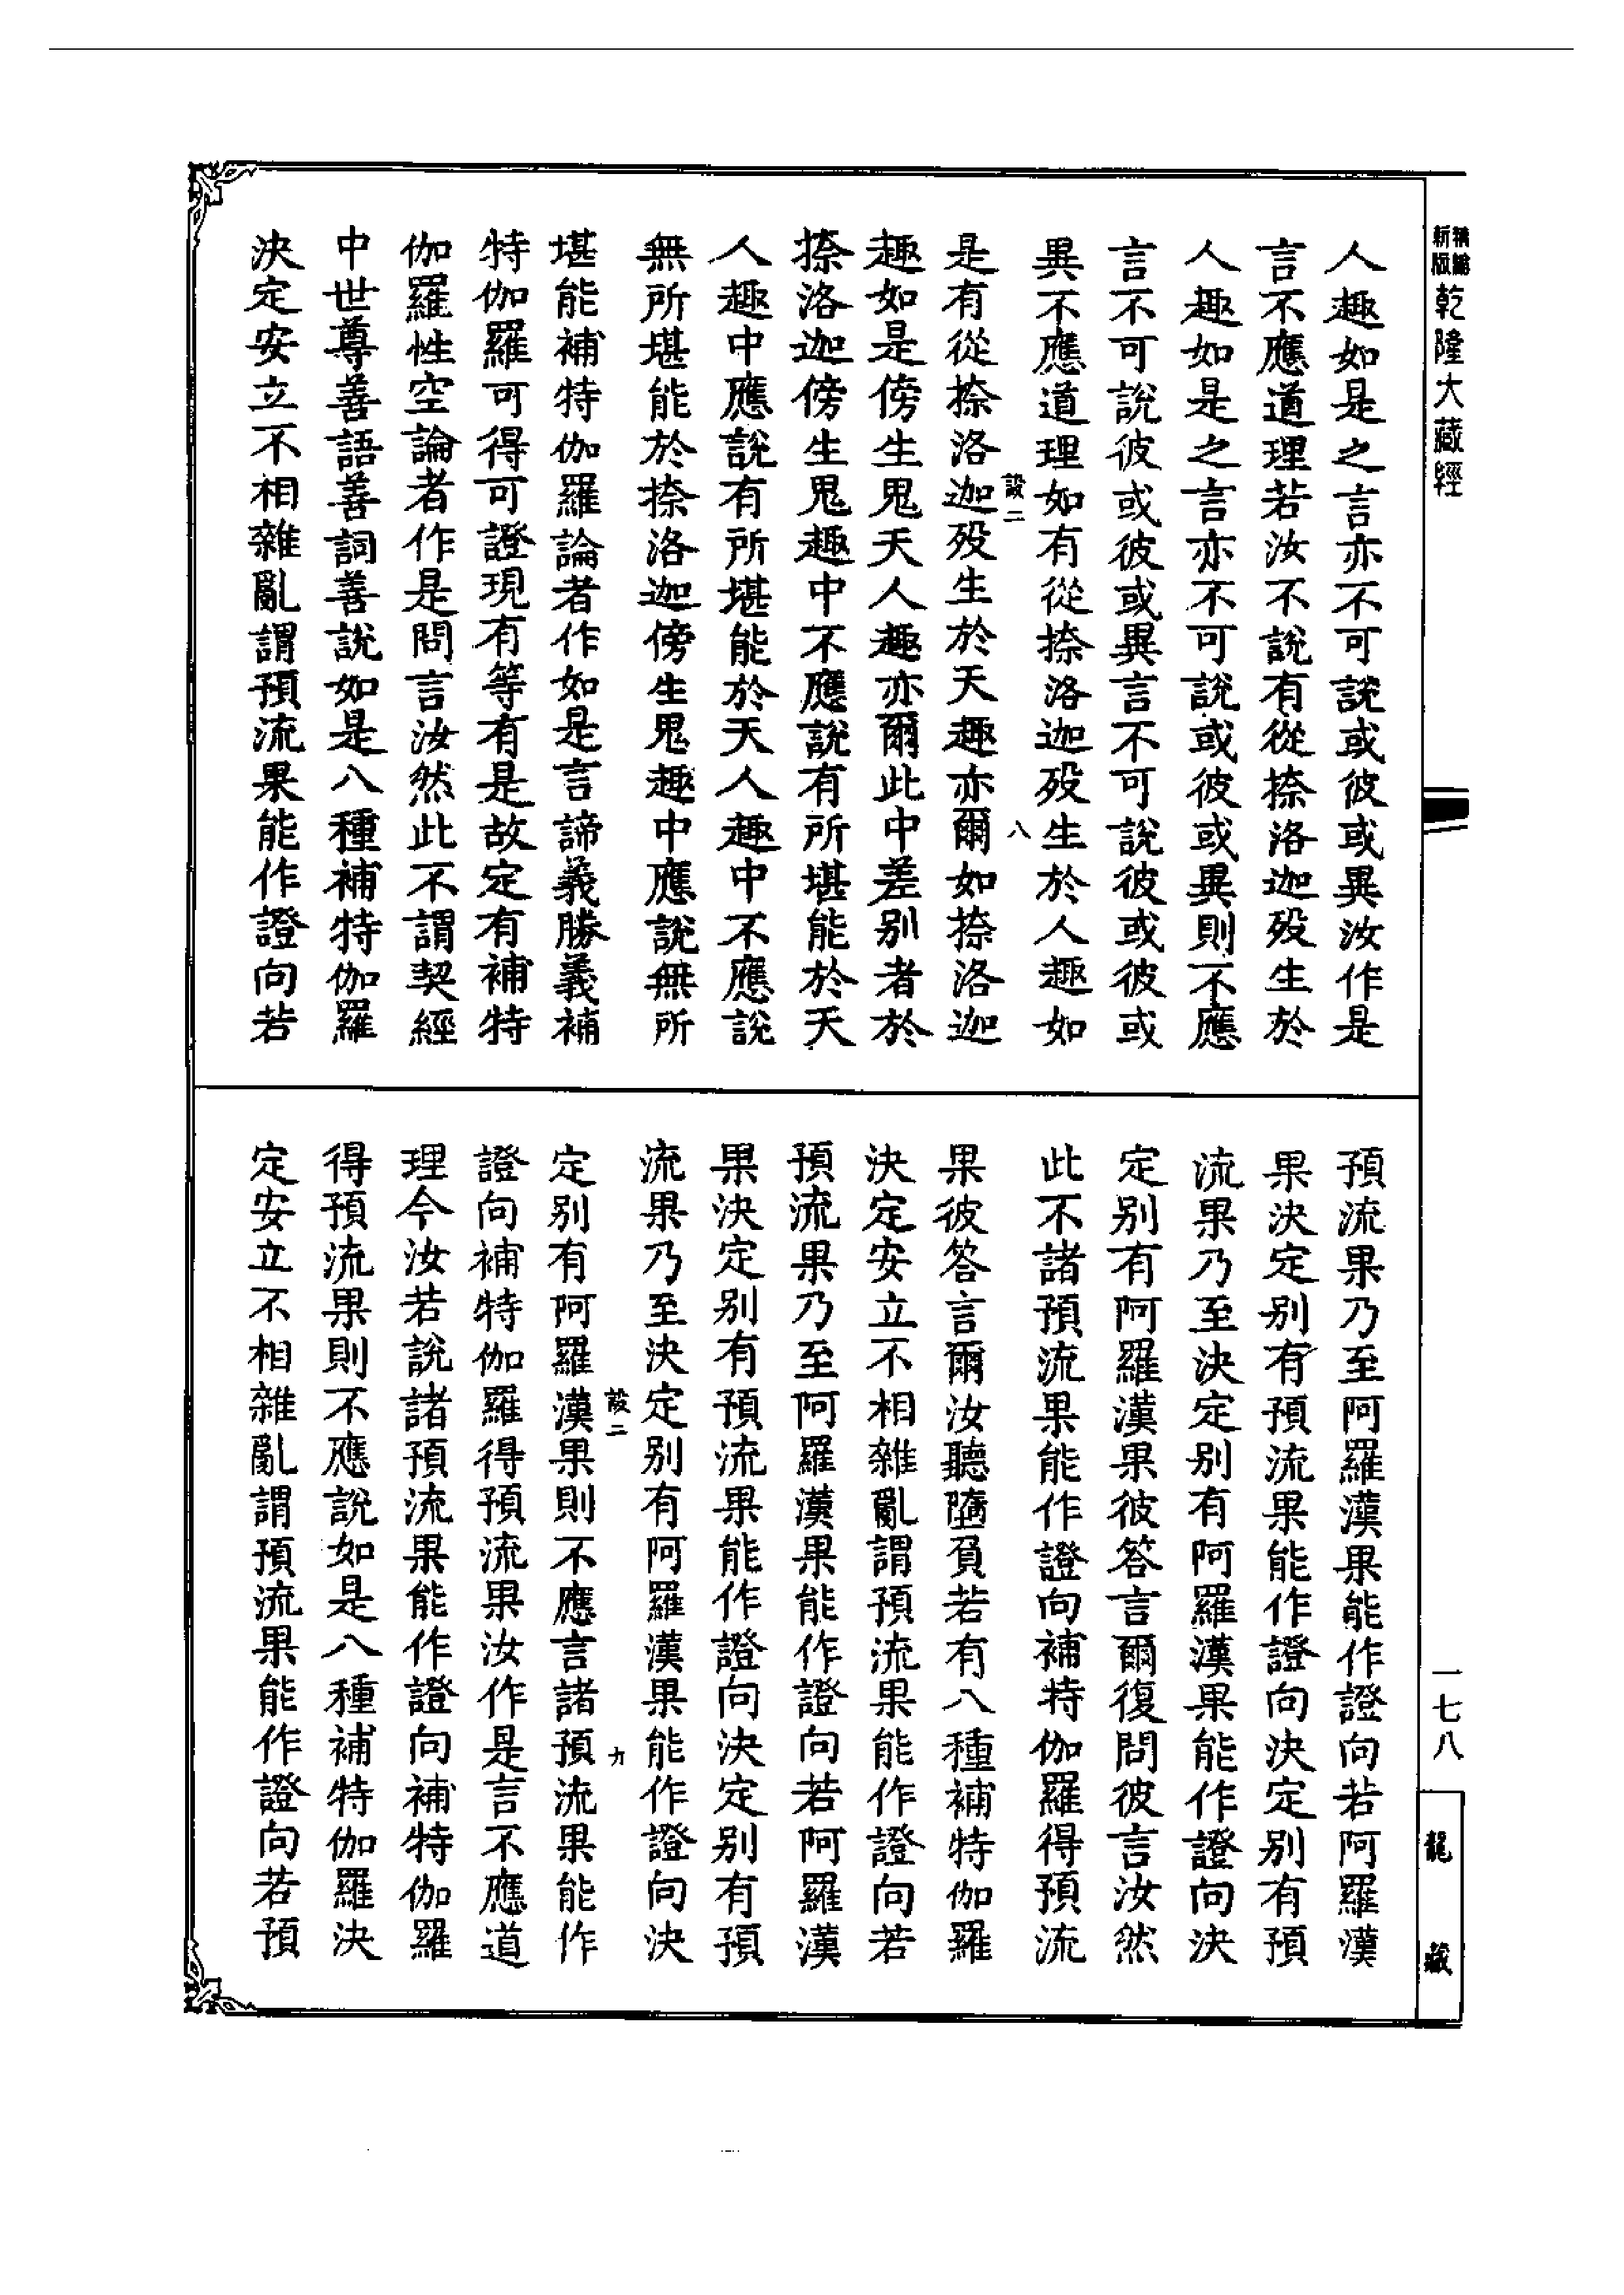 精編
新版
乾隆大藏經
人趣如是之言亦不可說或彼或異汝作是
言不應道理若汝不說有從捺洛迦歿生於
人趣如是之言亦不可說或彼或異則不應
言不可說彼或彼或異言不可說彼或彼或
異不應道理如有從捺洛迦歿生於人趣如
設二
八
是有從捺洛迦歿生於天趣亦爾如捺洛迦
趣如是傍生鬼天人趣亦爾此中差別者於
捺洛迦傍生鬼趣中不應說有所堪能於天
人趣中應說有所堪能於天人趣中不應說
無所堪能於捺洛迦傍生鬼趣中應說無所
堪能補特伽羅論者作如是言諦義勝義補
特伽羅可得可證現有等有是故定有補特
伽羅性空論者作是問言汝然此不謂契經
中世尊善語善詞善說如是八種補特伽羅
決定安立不相雜亂謂預流果能作證向若
預流果乃至阿羅漢果能作證向若阿羅漢
果決定別有預流果能作證向決定別有預
流果乃至決定別有阿羅漢果能作證向決
定別有阿羅漢果彼答言爾復問彼言汝然
此不諸預流果能作證向補特伽羅得預流
果彼答言爾汝聽墮負若有八種補特伽羅
決定安立不相雜亂謂預流果能作證向若
預流果乃至阿羅漢果能作證向若阿羅漢
果決定別有預流果能作證向決定別有預
流果乃至決定別有阿羅漢果能作證向決
設二
九
定別有阿羅漢果則不應言諸預流果能作
證向補特伽羅得預流果汝作是言不應道
理今汝若說諸預流果能作證向補特伽羅
得預流果則不應說如是八種補特伽羅決
定安立不相雜亂謂預流果能作證向若預
一七八
龍藏